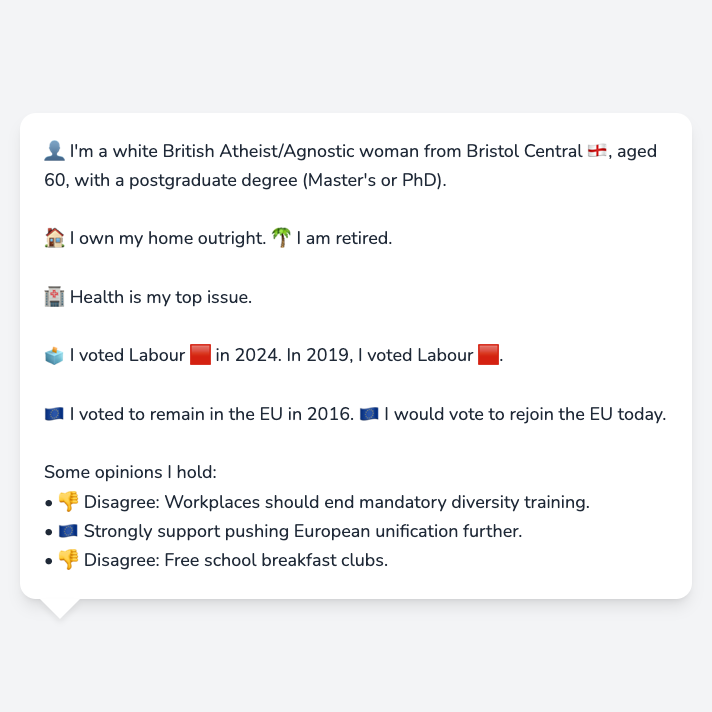 👤 I'm a white British Atheist/Agnostic woman from Bristol Central 🏴󠁧󠁢󠁥󠁮󠁧󠁿, aged
60, with a postgraduate degree (Master's or PhD).
🏠 I own my home outright. 🌴 I am retired.
🏥 Health is my top issue.
🗳️ I voted Labour 🟥 in 2024. In 2019, I voted Labour 🟥.
🇪🇺 I voted to remain in the EU in 2016. 🇪🇺 I would vote to rejoin the EU today.
Some opinions I hold:
• 👎 Disagree: Workplaces should end mandatory diversity training.
• 🇪🇺 Strongly support pushing European unification further.
• 👎 Disagree: Free school breakfast clubs.